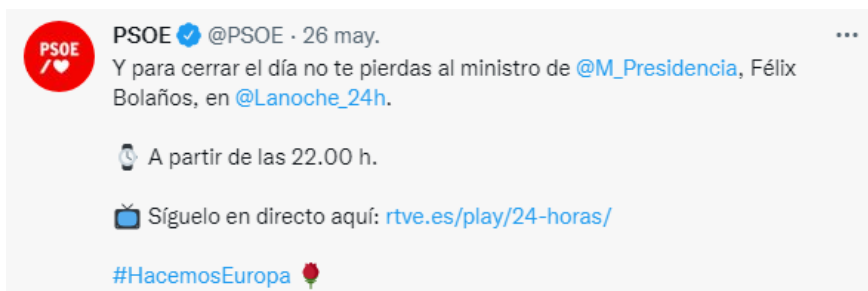 PSOE @PSOE · 26 may.
Y para cerrar el día no te pierdas al ministro de @M_Presidencia, Félix
Bolaños, en @Lanoche_24h.
⌚ A partir de las 22.00 h.
📺 Síguelo en directo aquí: rtve.es/play/24-horas/
#HacemosEuropa 🌹
PSOE